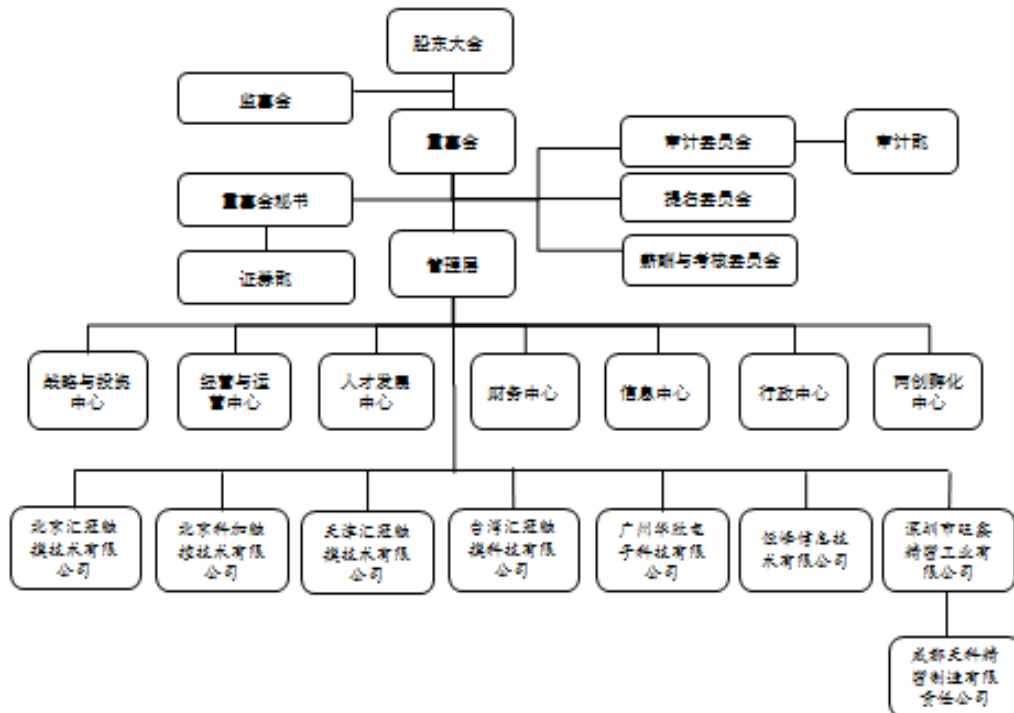 股东大会
监事会
董事会
审计委员会
审计部
董事会秘书
提名委员会
管理层
薪酬与考核委员会
证券部
战略与投资
中心
经营与运
营中心
人才发展
中心
财务中心
信息中心
行政中心
两创孵化
中心
北京汇冠触
摸技术有限
公司
北京科加触
控技术有限
公司
天津汇冠触
摸技术有限
公司
台湾汇冠触
摸科技有限
公司
广州华欣电
子科技有限
公司
信息技
术有限公司
深圳市旺鑫
精密工业有
限公司
成都天科精
密制造有限
责任公司